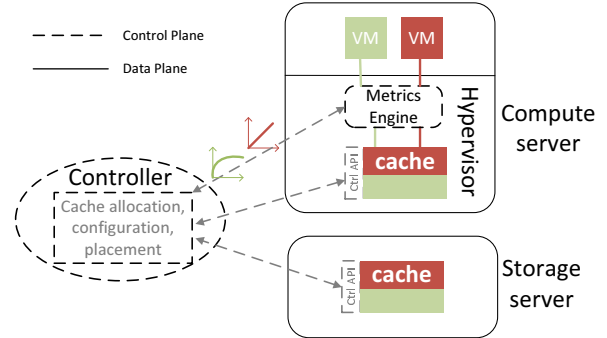 Control Plane
Data Plane
VM
VM
Metrics
Engine
Hypervisor
Compute
server
cache
Ctrl API
Controller
Cache allocation,
configuration,
placement
cache
Ctrl API
Storage
server